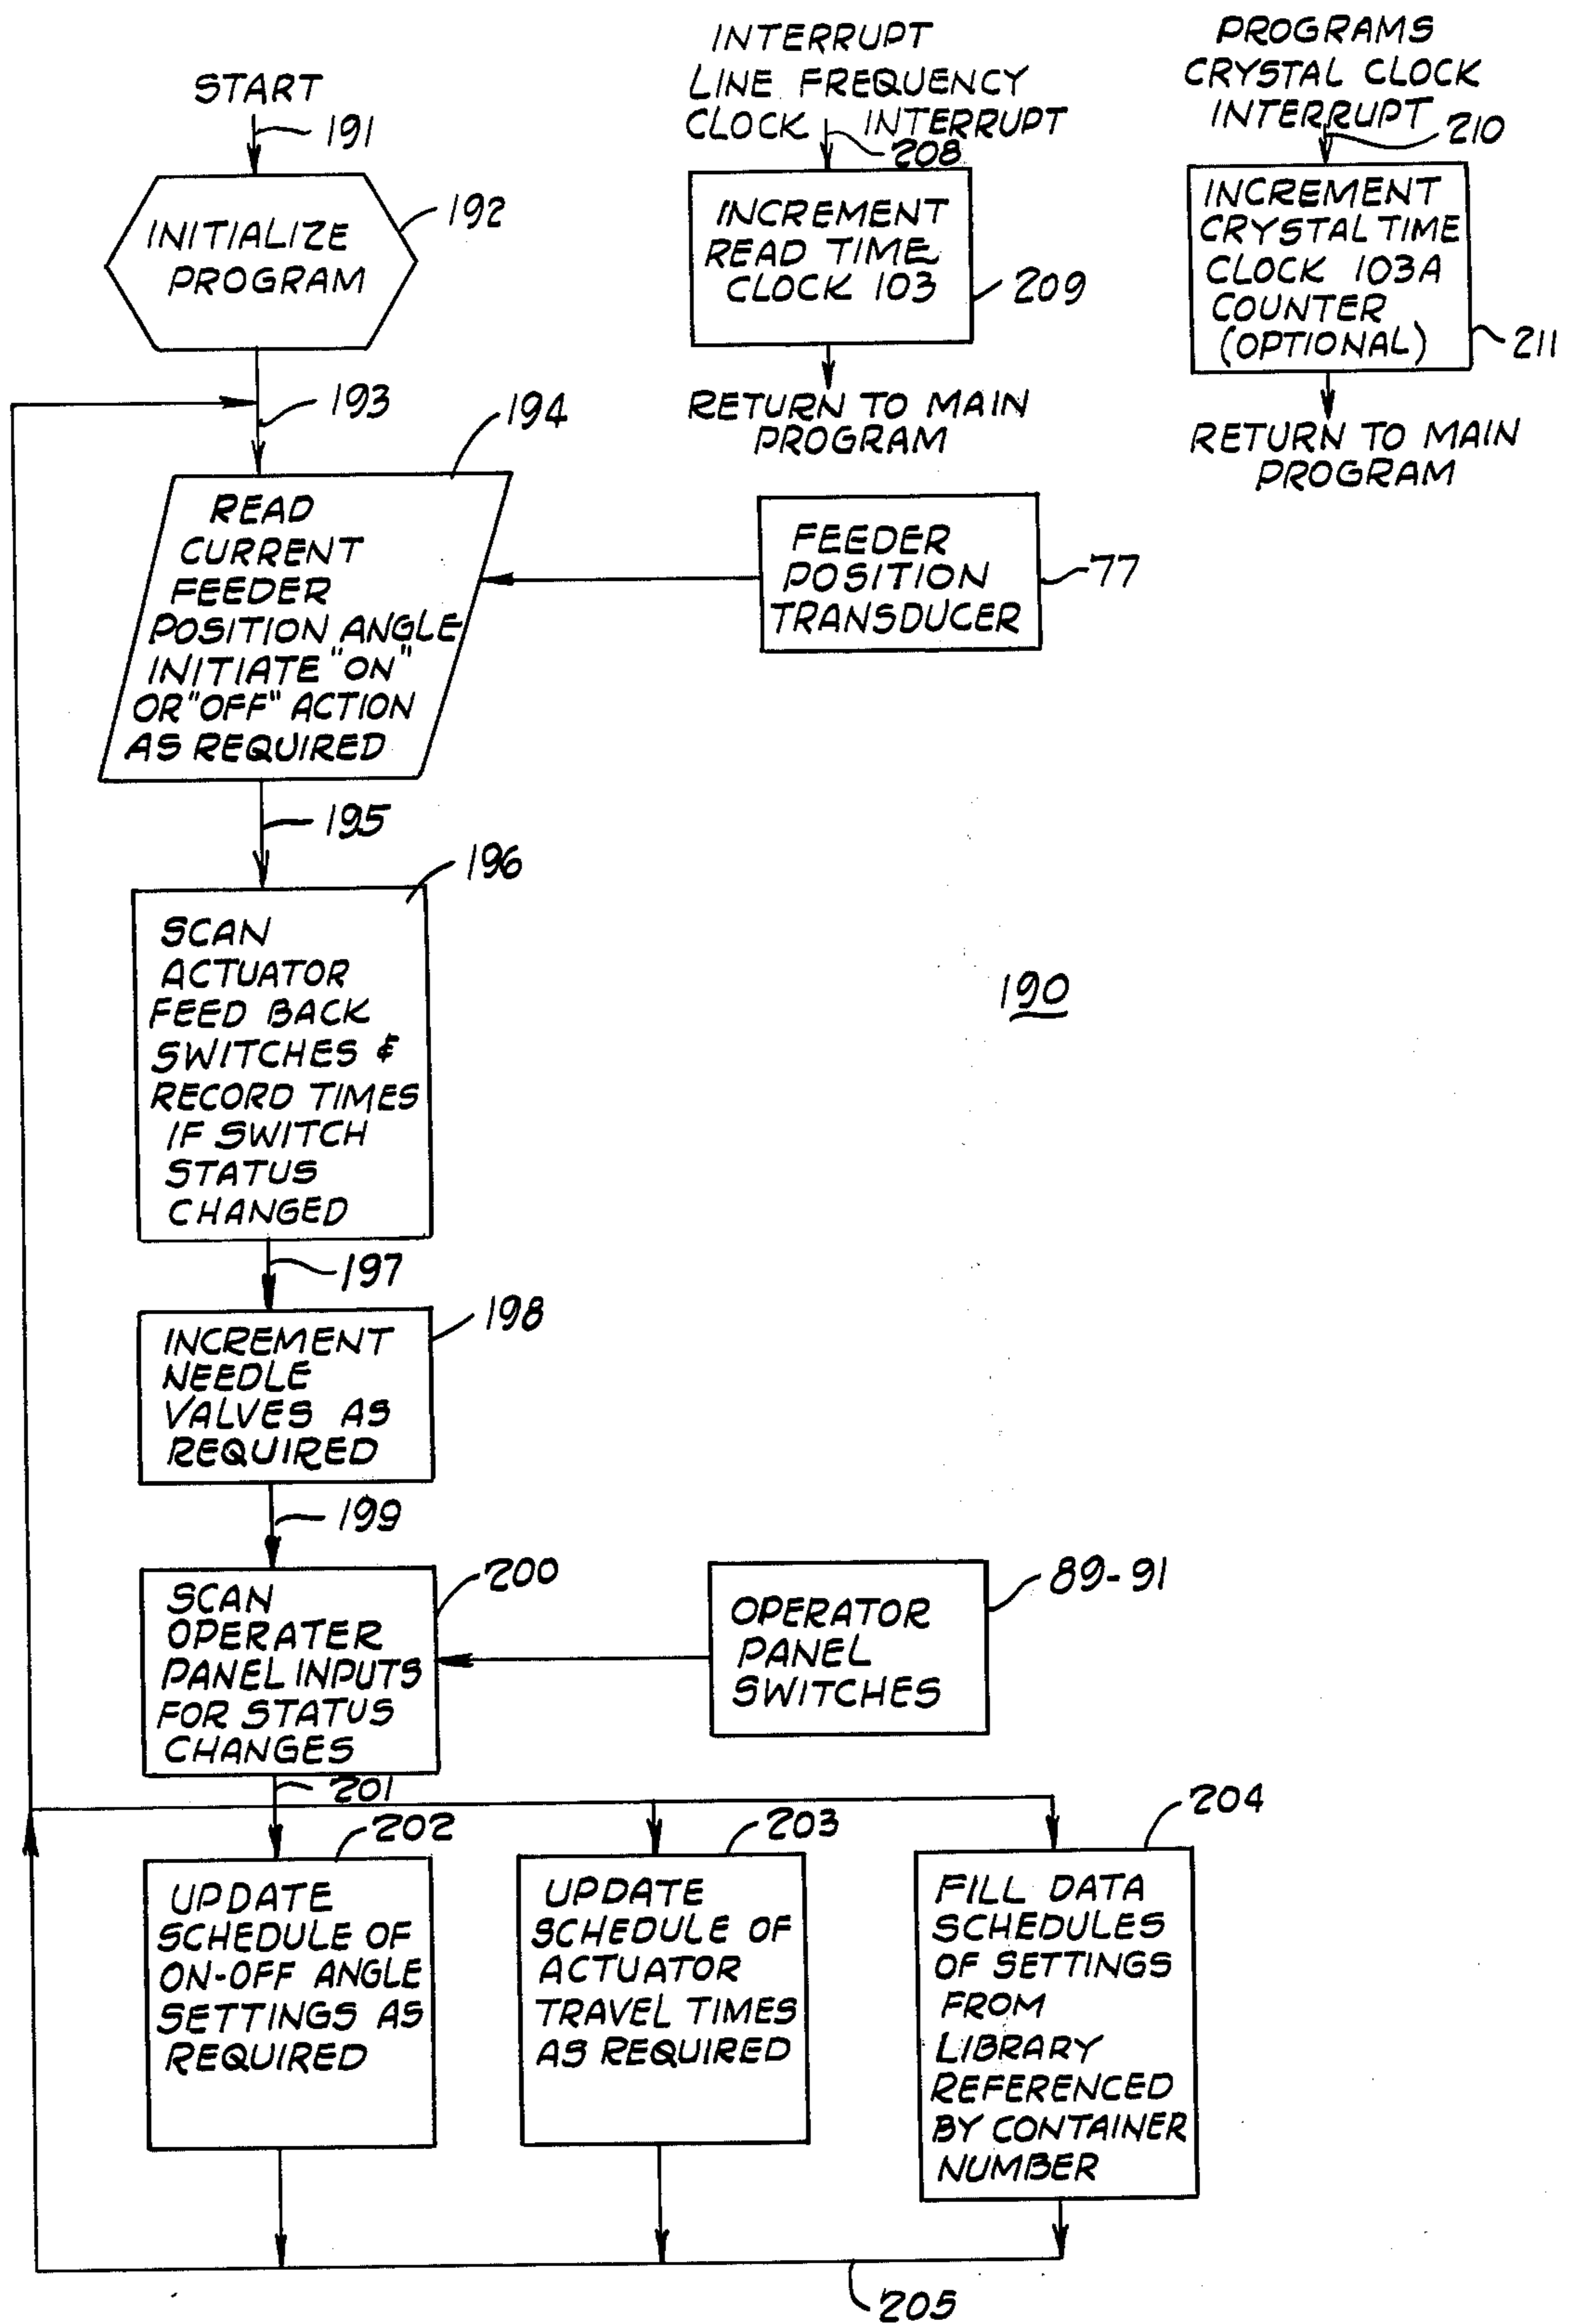 START
191
INITIALIZE
PROGRAM
192
193
INTERRUPT
LINE FREQUENCY
CLOCK INTERRUPT
208
INCREMENT
READ TIME
CLOCK 103
209
RETURN TO MAIN
PROGRAM
PROGRAMS
CRYSTAL CLOCK
INTERRUPT
210
INCREMENT
CRYSTAL TIME
CLOCK 103A
COUNTER
(OPTIONAL)
211
RETURN TO MAIN
PROGRAM
194
READ
CURRENT
FEEDER
POSITION ANGLE
INITIATE "ON"
OR "OFF" ACTION
AS REQUIRED
FEEDER
POSITION
TRANSDUCER
77
195
196
SCAN
ACTUATOR
FEED BACK
SWITCHES &
RECORD TIMES
IF SWITCH
STATUS
CHANGED
190
197
198
INCREMENT
NEEDLE
VALVES AS
REQUIRED
199
200
SCAN
OPERATER
PANEL INPUTS
FOR STATUS
CHANGES
OPERATOR
PANEL
SWITCHES
89-91
201
202
UPDATE
SCHEDULE OF
ON-OFF ANGLE
SETTINGS AS
REQUIRED
203
UPDATE
SCHEDULE OF
ACTUATOR
TRAVEL TIMES
AS REQUIRED
204
FILL DATA
SCHEDULES
OF SETTINGS
FROM
LIBRARY
REFERENCED
BY CONTAINER
NUMBER
205